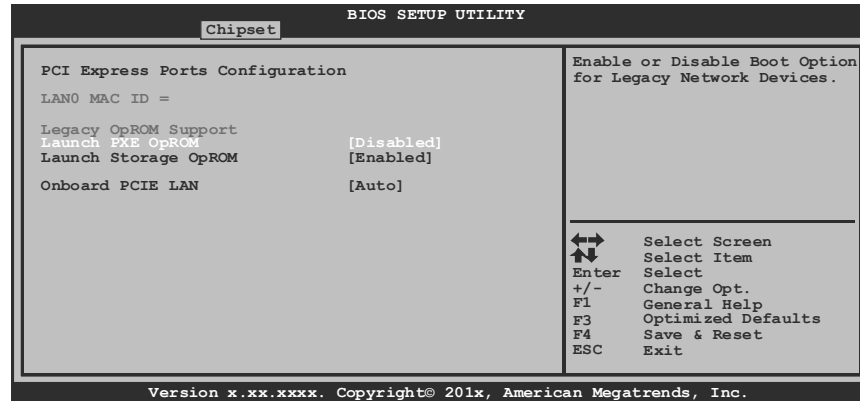 BIOS SETUP UTILITY
Chipset
PCI Express Ports Configuration
LAN0 MAC ID =
Legacy OpROM Support
Launch PXE OpROM [Disabled]
Launch Storage OpROM [Enabled]
Onboard PCIE LAN [Auto]
Enable or Disable Boot Option
for Legacy Network Devices.
Select Screen
Select Item
Enter Select
+/- Change Opt.
F1 General Help
F3 Optimized Defaults
F4 Save & Reset
ESC Exit
Version x.xx.xxxx. Copyright© 201x, American Megatrends, Inc.